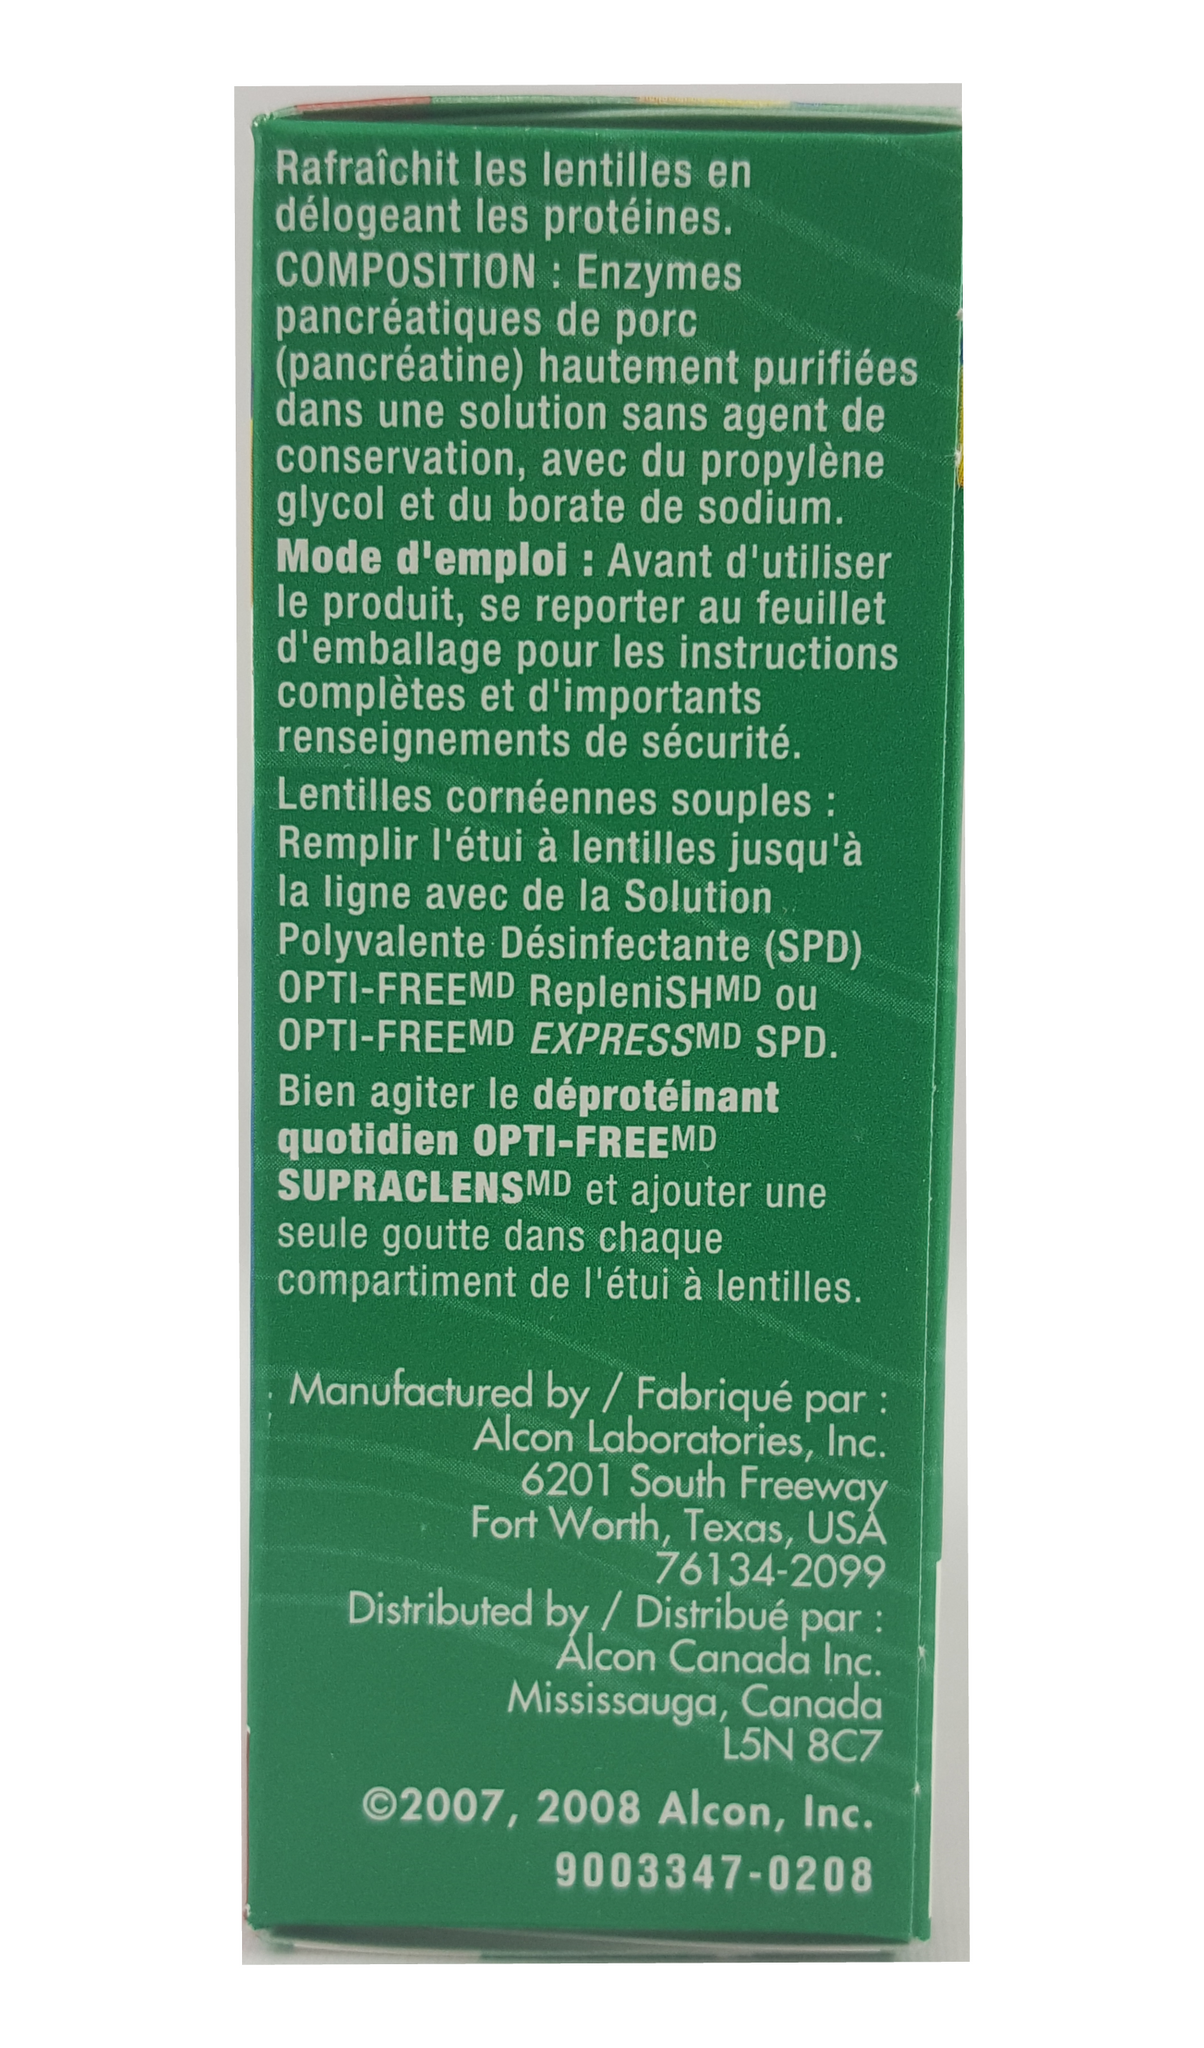 Rafraîchit les lentilles en
délogeant les protéines.
COMPOSITION : Enzymes
pancréatiques de porc
(pancréatine) hautement purifiées
dans une solution sans agent de
conservation, avec du propylène
glycol et du borate de sodium.
Mode d'emploi : Avant d'utiliser
le produit, se reporter au feuillet
d'emballage pour les instructions
complètes et d'importants
renseignements de sécurité.
Lentilles cornéennes souples :
Remplir l'étui à lentilles jusqu'à
la ligne avec de la Solution
Polyvalente Désinfectante (SPD)
OPTI-FREEMD RepleniSHMD ou
OPTI-FREEMD EXPRESSMD SPD.
Bien agiter le déprotéinant
quotidien OPTI-FREEMD
SUPRACLENSMD et ajouter une
seule goutte dans chaque
compartiment de l'étui à lentilles.
Manufactured by / Fabriqué par :
Alcon Laboratories, Inc.
6201 South Freeway
Fort Worth, Texas, USA
76134-2099
Distributed by / Distribué par :
Alcon Canada Inc.
Mississauga, Canada
L5N 8C7
©2007, 2008 Alcon, Inc.
9003347-0208